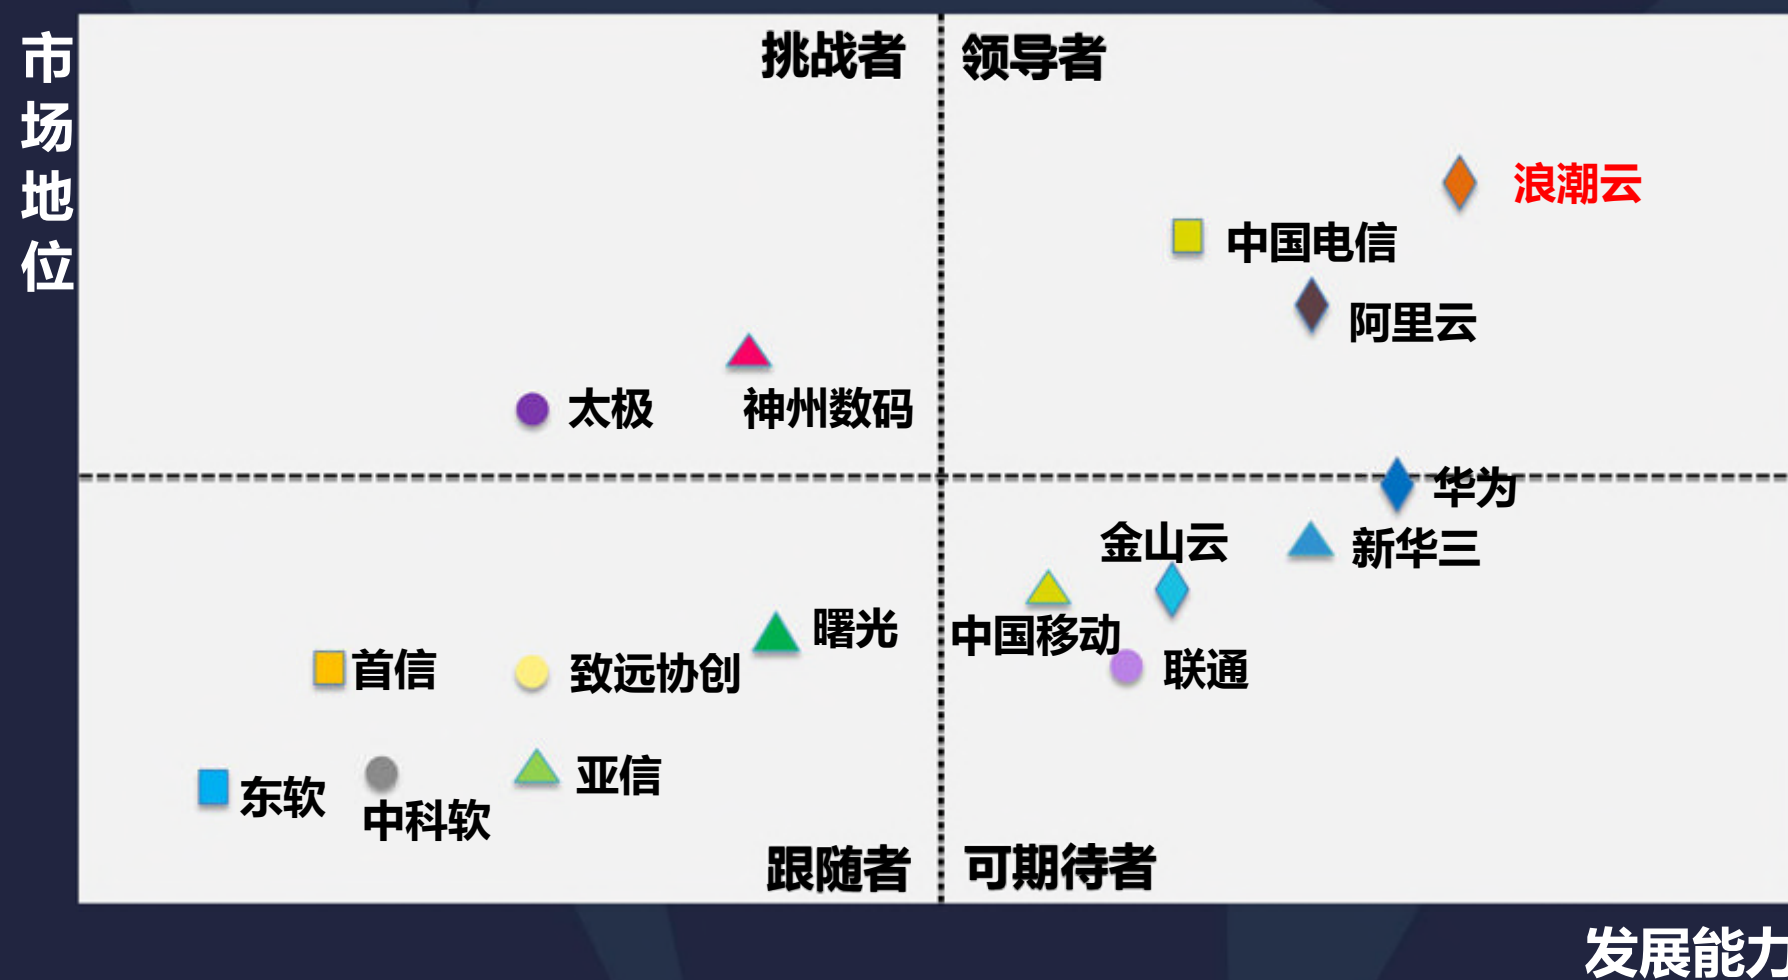 市场地位
挑战者
领导者
浪潮云
中国电信
阿里云
太极
神州数码
华为
金山云
新华三
曙光
中国移动
首信
致远协创
联通
东软
中科软
亚信
跟随者
可期待者
发展能力